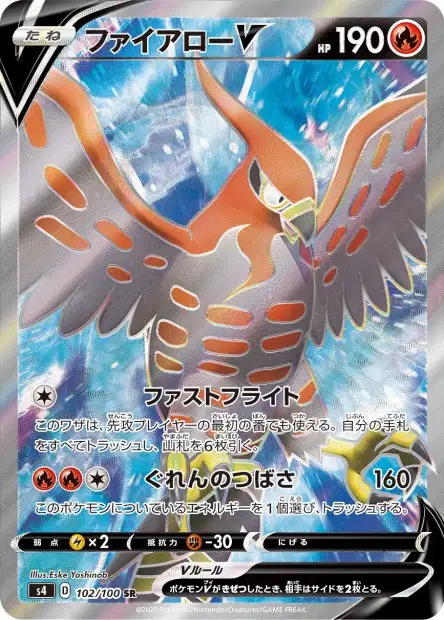 たね ファイアローV HP 190
ファストフライト
このワザは、先攻プレイヤーの最初の番でも使える。自分の手札
をすべてトラッシュし、山札を6枚引く。
ぐれんのつばさ 160
このポケモンについているエネルギーを1個選び、トラッシュする。
弱点 ×2 抵抗力 -30 にげる
Illus.Eske Yoshinob
Vルール
s4 D 102/100 SR ポケモンVがきぜつしたとき、相手はサイドを2枚とる。
©2020 Pokémon/Nintendo/Creatures/GAME FREAK.